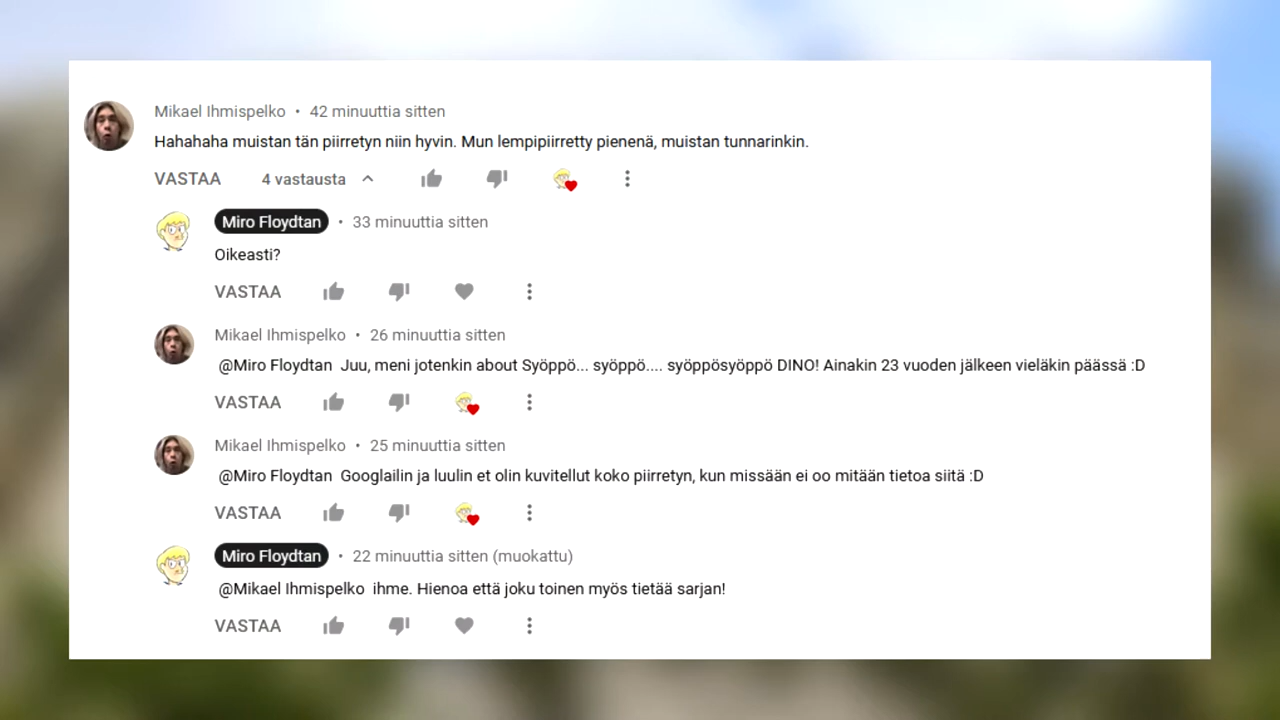 Mikael Ihmispelko • 42 minuuttia sitten
Hahahaha muistan tän piirretyn niin hyvin. Mun lempipiirretty pienenä, muistan tunnarinkin.
VASTAA 4 vastausta
Miro Floydtan • 33 minuuttia sitten
Oikeasti?
VASTAA
Mikael Ihmispelko • 26 minuuttia sitten
@Miro Floydtan Juu, meni jotenkin about Syöppö... syöppö.... syöppösyöppö DINO! Ainakin 23 vuoden jälkeen vieläkin päässä :D
VASTAA
Mikael Ihmispelko • 25 minuuttia sitten
@Miro Floydtan Googlailin ja luulin et olin kuvitellut koko piirretyn, kun missään ei oo mitään tietoa siitä :D
VASTAA
Miro Floydtan • 22 minuuttia sitten (muokattu)
@Mikael Ihmispelko ihme. Hienoa että joku toinen myös tietää sarjan!
VASTAA